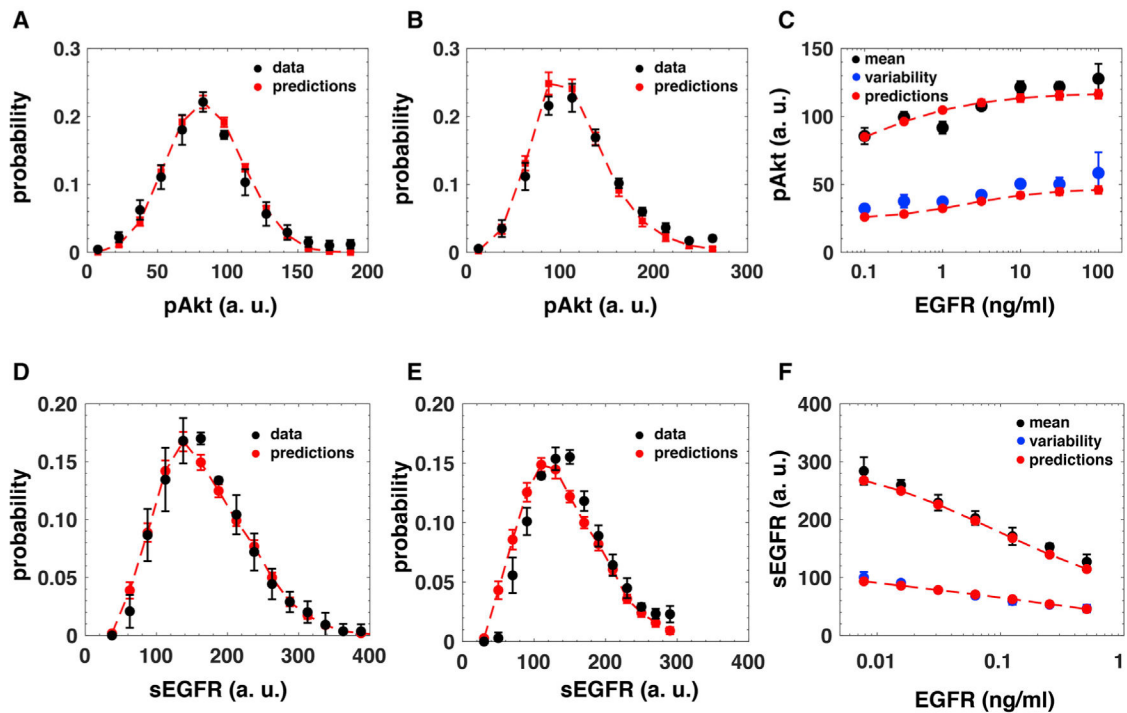 A
probability
0.3
0.2
0.1
0
0 50 100 150 200
pAkt (a. u.)
data
predictions
B
probability
0.3
0.2
0.1
0
0 100 200 300
pAkt (a. u.)
data
predictions
C
pAkt (a. u.)
150
100
50
0
0.1 1 10 100
EGFR (ng/ml)
mean
variability
predictions
D
probability
0.20
0.15
0.10
0.05
0
0 100 200 300 400
sEGFR (a. u.)
data
predictions
E
probability
0.20
0.15
0.10
0.05
0
0 100 200 300 400
sEGFR (a. u.)
data
predictions
F
sEGFR (a. u.)
400
300
200
100
0
0.01 0.1 1
EGFR (ng/ml)
mean
variability
predictions